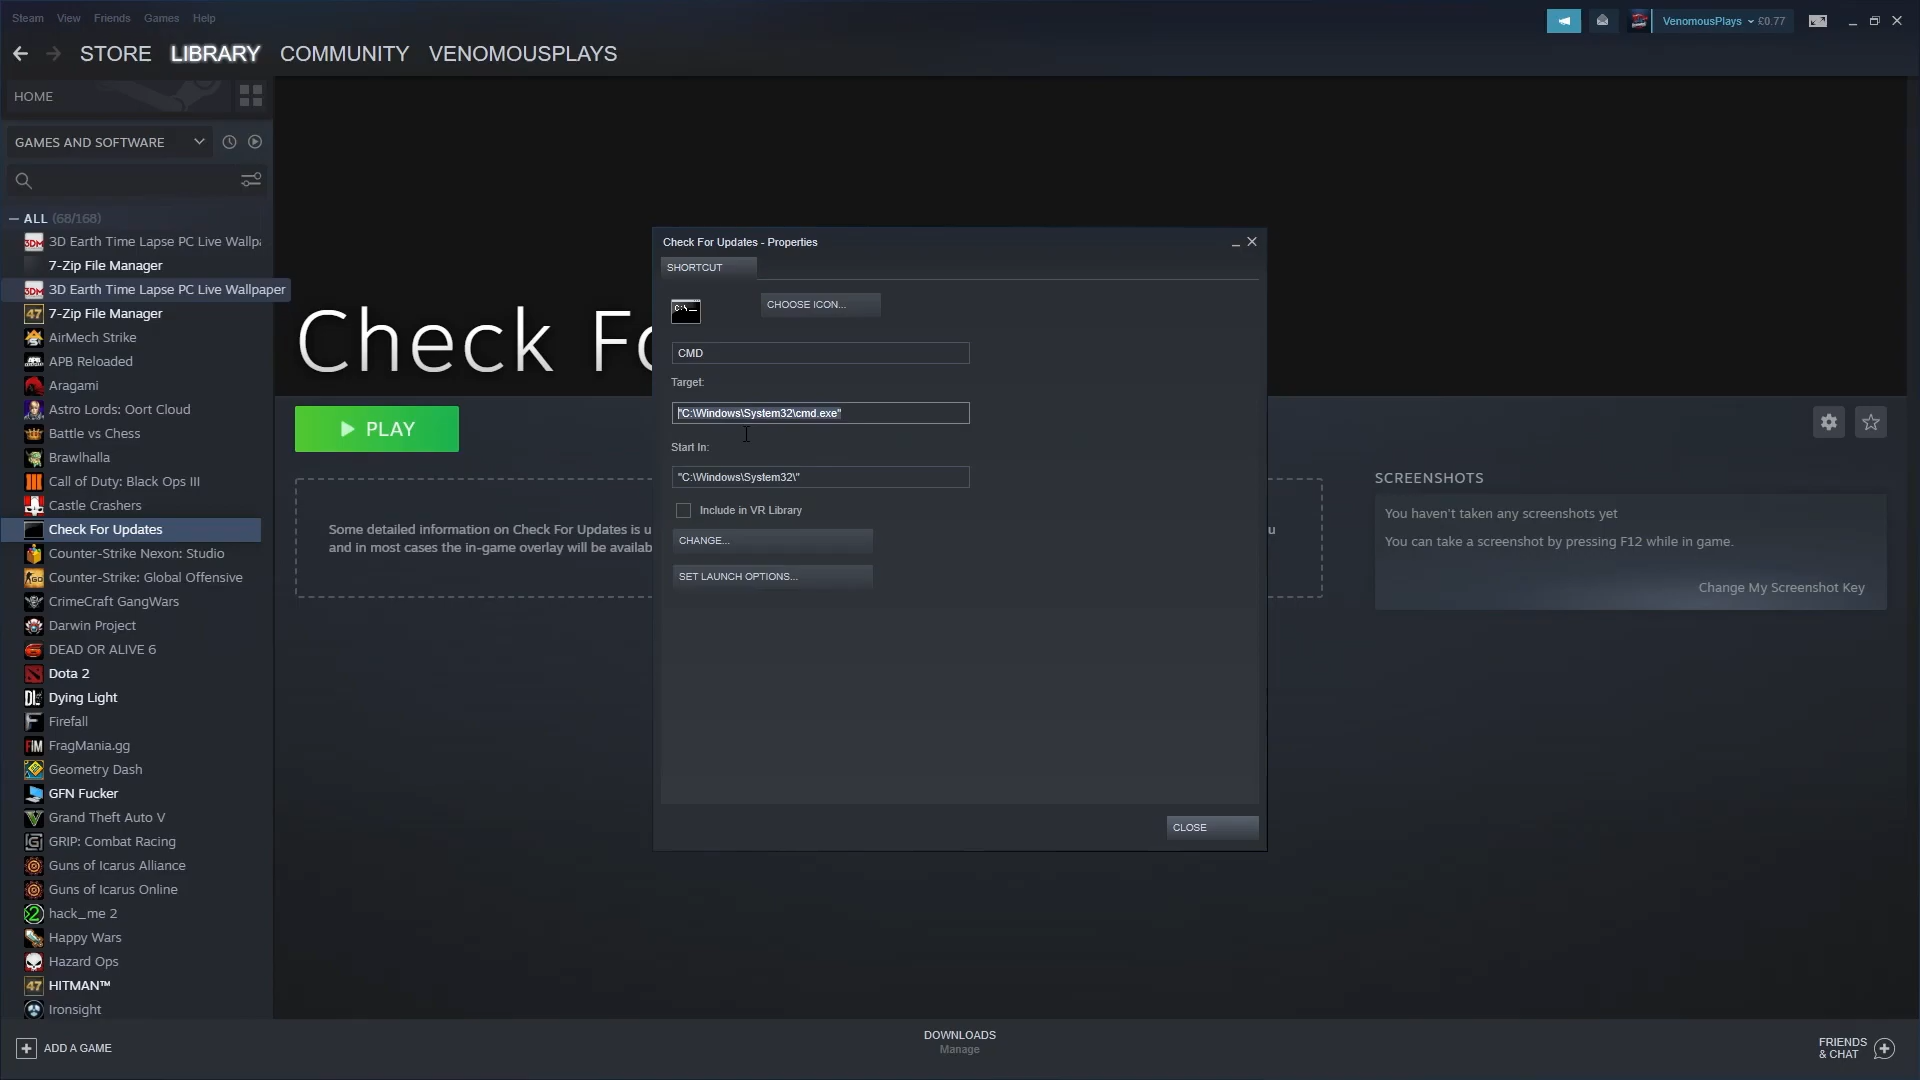 Steam View Friends Games Help
VenomousPlays £0.77
STORE LIBRARY COMMUNITY VENOMOUSPLAYS
HOME
GAMES AND SOFTWARE
ALL (68/168)
3D Earth Time Lapse PC Live Wallpa
7-Zip File Manager
3D Earth Time Lapse PC Live Wallpaper
7-Zip File Manager
AirMech Strike
APB Reloaded
Aragami
Astro Lords: Oort Cloud
Battle vs Chess
Brawlhalla
Call of Duty: Black Ops III
Castle Crashers
Check For Updates
Counter-Strike Nexon: Studio
Counter-Strike: Global Offensive
CrimeCraft GangWars
Darwin Project
DEAD OR ALIVE 6
Dota 2
Dying Light
Firefall
FragMania.gg
Geometry Dash
GFN Fucker
Grand Theft Auto V
GRIP: Combat Racing
Guns of Icarus Alliance
Guns of Icarus Online
hack_me 2
Happy Wars
Hazard Ops
HITMAN™
Ironsight
ADD A GAME
Check Fo
PLAY
Some detailed information on Check For Updates is u
and in most cases the in-game overlay will be availab
u
Check For Updates - Properties
SHORTCUT
CHOOSE ICON...
CMD
Target:
"C:\Windows\System32\cmd.exe"
Start In:
"C:\Windows\System32\"
Include in VR Library
CHANGE...
SET LAUNCH OPTIONS...
CLOSE
SCREENSHOTS
You haven't taken any screenshots yet
You can take a screenshot by pressing F12 while in game.
Change My Screenshot Key
DOWNLOADS
Manage
FRIENDS
& CHAT